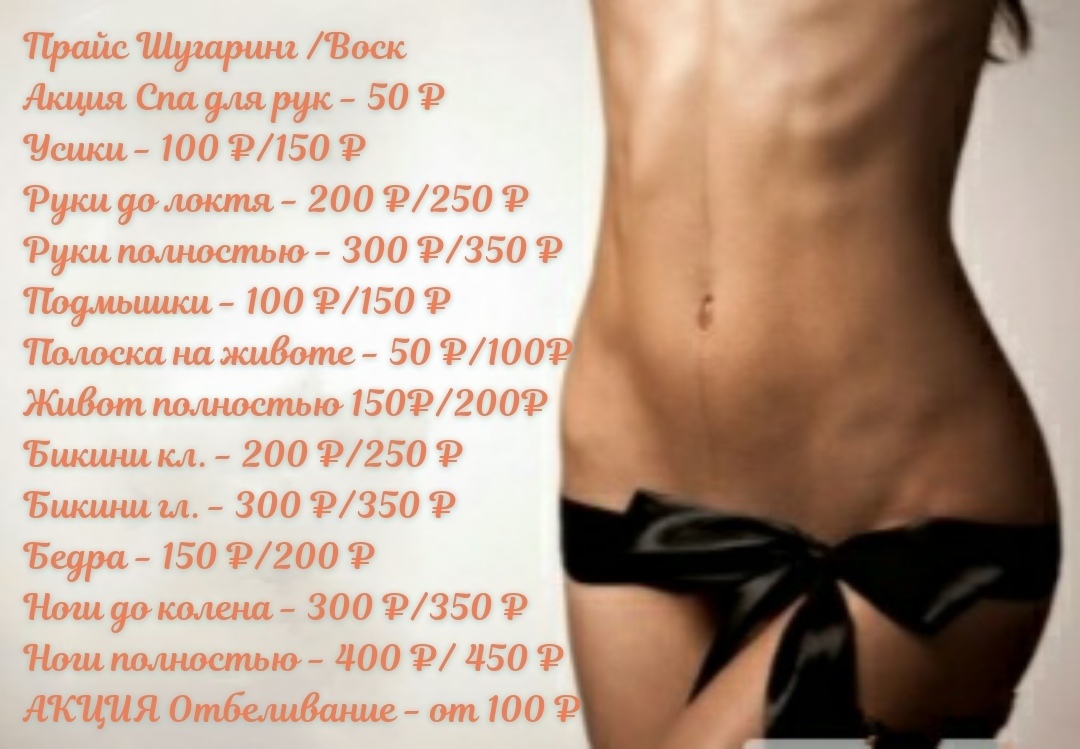 Прайс Шугаринг /Воск
Акция Спа для рук – 50 ₽
Усики – 100 ₽/150 ₽
Руки до локтя – 200 ₽/250 ₽
Руки полностью – 300 ₽/350 ₽
Подмышки – 100 ₽/150 ₽
Полоска на животе – 50 ₽/100₽
Живот полностью 150₽/200₽
Бикини кл. – 200 ₽/250 ₽
Бикини гл. – 300 ₽/350 ₽
Бедра – 150 ₽/200 ₽
Ноги до колена – 300 ₽/350 ₽
Ноги полностью – 400 ₽/ 450 ₽
АКЦИЯ Отбеливание – от 100 ₽